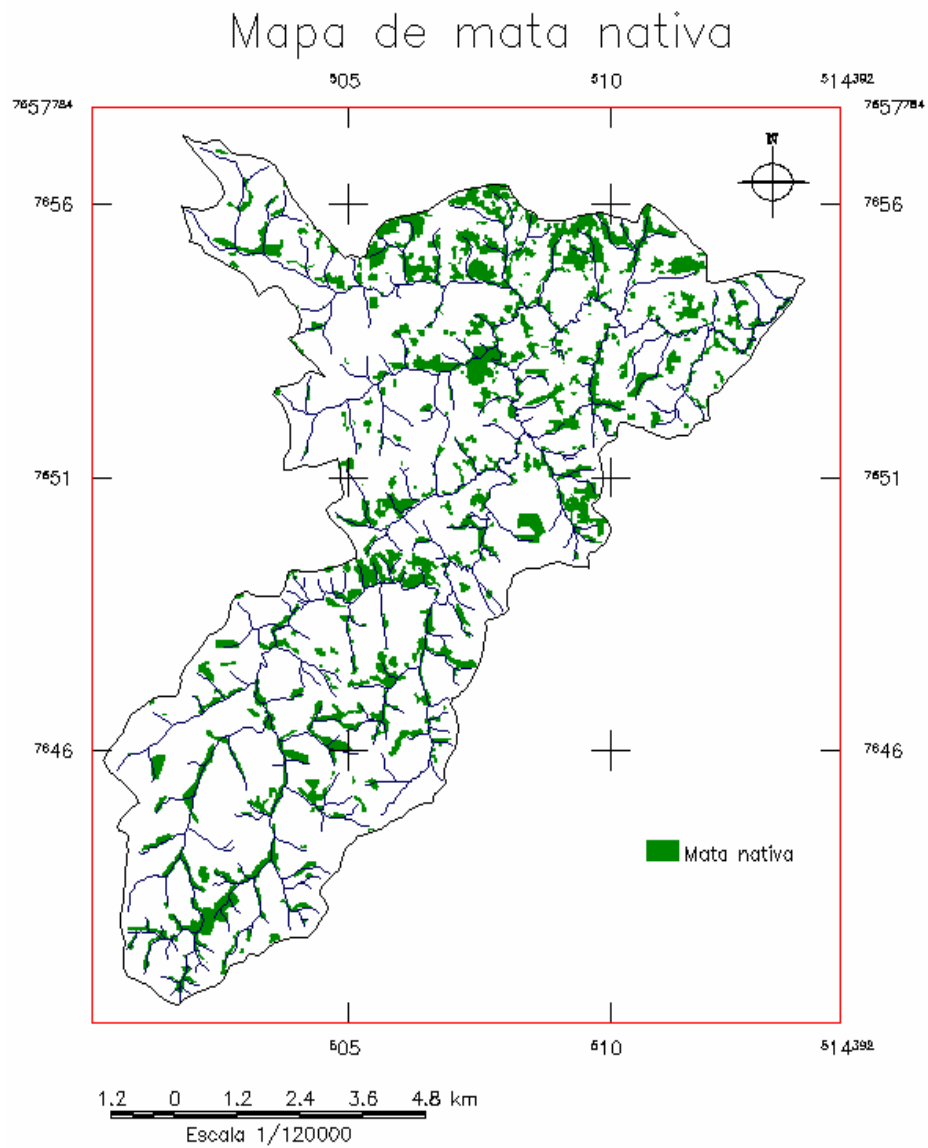 Mapa de mata nativa
505 510 514392
7657784 7657784
N
7656 7656
7651 7651
7646 7646
Mata nativa
505 510 514392
1.2 0 1.2 2.4 3.6 4.8 km
Escala 1/120000